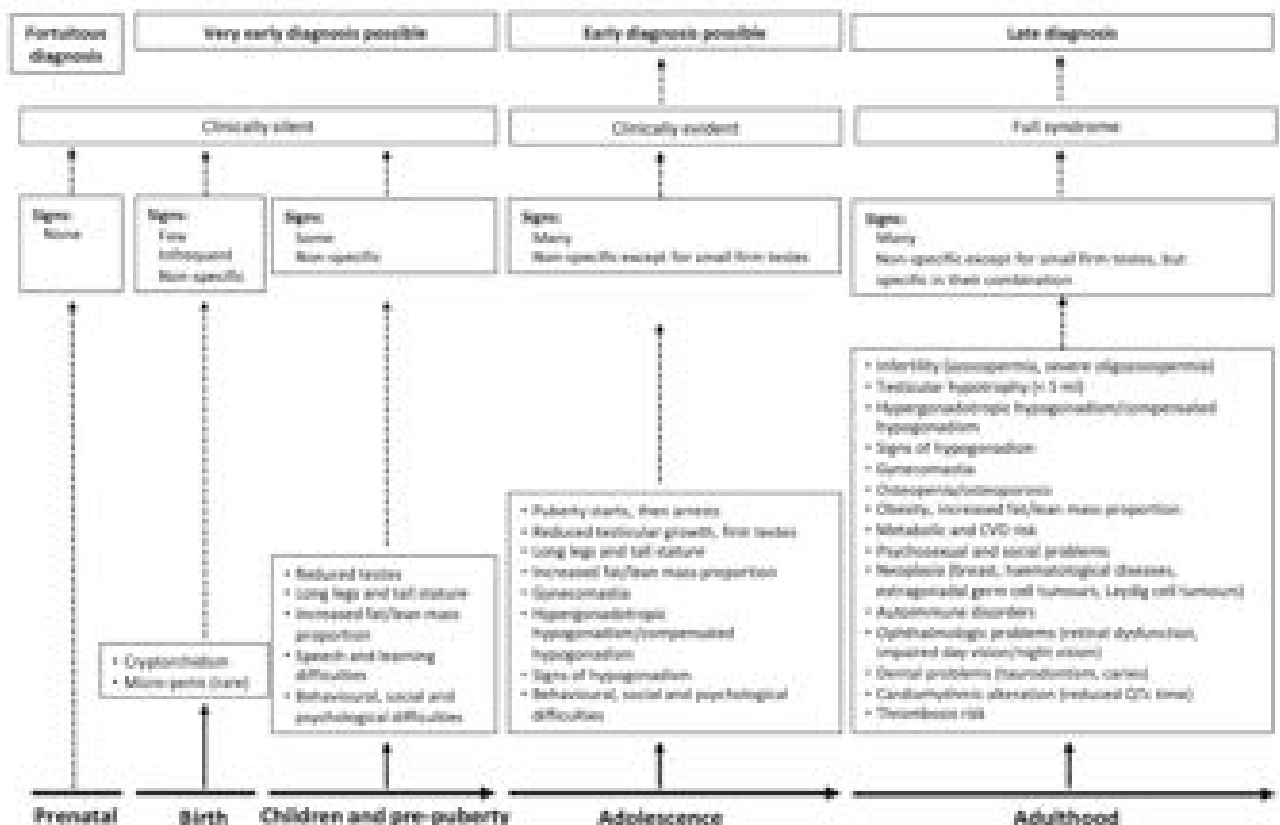 Fortuitous
diagnosis
Very early diagnosis possible
Early diagnosis possible
Late diagnosis
Clinically silent
Clinically evident
Full syndrome
Signs:
None
Signs:
Few
Infrequent
Non-specific
Signs:
Some
Non-specific
Signs:
Many
Non-specific except for small firm testes
Signs:
Many
Non-specific except for small firm testes, but
specific in their combination
• Cryptorchidism
• Micro-penis (rare)
• Reduced testes
• Long legs and tall stature
• Increased fat/lean mass
proportion
• Speech and learning
difficulties
• Behavioural, social and
psychological difficulties
• Puberty starts, then arrests
• Reduced testicular growth, firm testes
• Long legs and tall stature
• Increased fat/lean mass proportion
• Gynecomastia
• Hypergonadotropic
hypogonadism/compensated
hypogonadism
• Signs of hypogonadism
• Behavioural, social and psychological
difficulties
• Infertility (azoospermia, severe oligozoospermia)
• Testicular hypotrophy (< 5 ml)
• Hypergonadotropic hypogonadism/compensated
hypogonadism
• Signs of hypogonadism
• Gynecomastia
• Osteopenia/osteoporosis
• Obesity, increased fat/lean mass proportion
• Metabolic and CVD risk
• Psychosexual and social problems
• Neoplasia (breast, haematological diseases,
extragonadal germ cell tumours, Leydig cell tumours)
• Autoimmune disorders
• Ophthalmologic problems (retinal dysfunction,
impaired day vision/night vision)
• Dental problems (taurodontism, caries)
• Cardiorhythmic alteration (reduced QTc time)
• Thrombosis risk
Prenatal
Birth
Children and pre-puberty
Adolescence
Adulthood